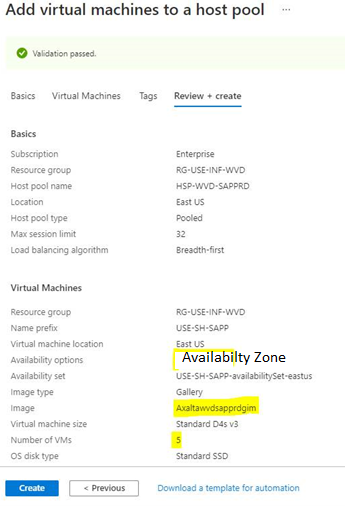 Add virtual machines to a host pool ...
Validation passed.
Basics Virtual Machines Tags Review + create
Basics
Subscription Enterprise
Resource group RG-USE-INF-WVD
Host pool name HSP-WVD-SAPPRD
Location East US
Host pool type Pooled
Max session limit 32
Load balancing algorithm Breadth-first
Virtual Machines
Resource group RG-USE-INF-WVD
Name prefix USE-SH-SAPP
Virtual machine location East US
Availability options Availabilty Zone
Availability set USE-SH-SAPP-availabilitySet-eastus
Image type Gallery
Image Axaltawvdsapprdgim
Virtual machine size Standard D4s v3
Number of VMs 5
OS disk type Standard SSD
Create < Previous Download a template for automation